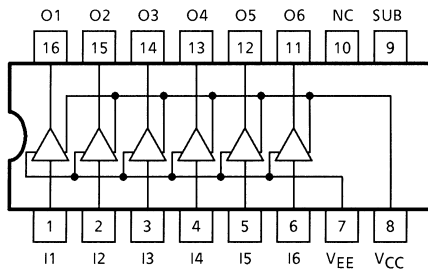 O1 O2 O3 O4 O5 O6 NC SUB
16 15 14 13 12 11 10 9
1 2 3 4 5 6 7 8
I1 I2 I3 I4 I5 I6 VEE VCC